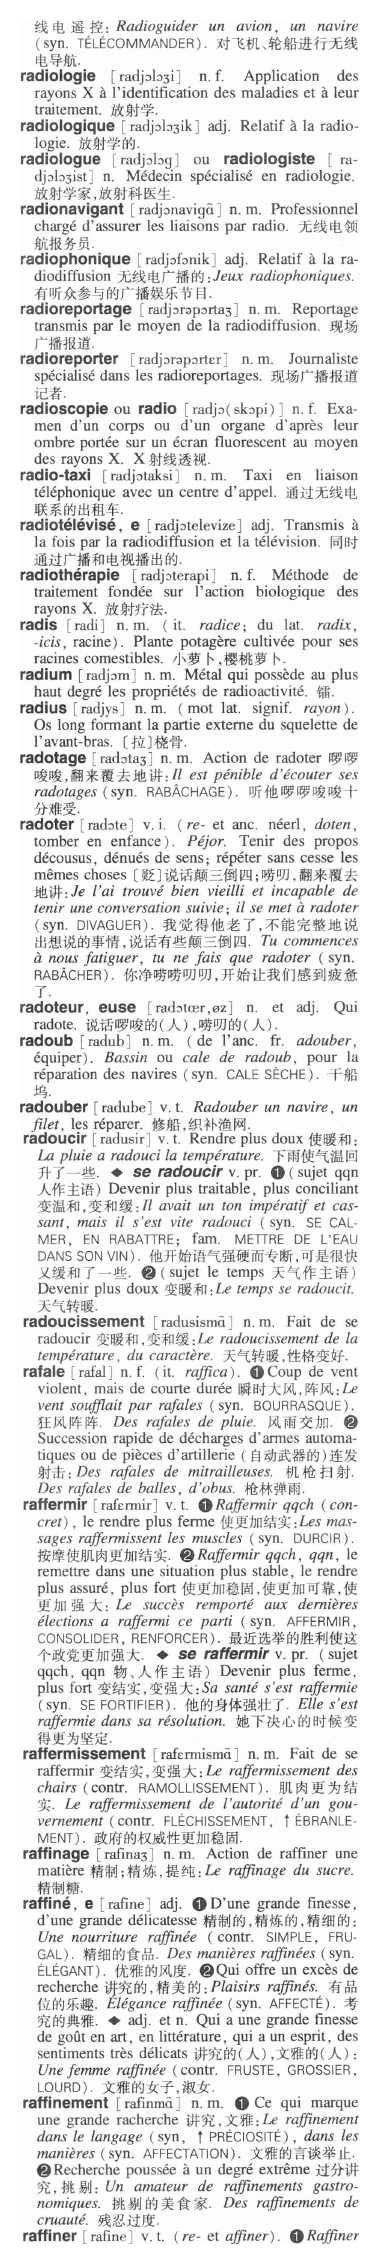 线电遥控: Radioguider un avion, un navire
(syn. TÉLÉCOMMANDER). 对飞机、轮船进行无线
电导航.
radiologie [radjɔlɔʒi] n. f. Application des
rayons X à l'identification des maladies et à leur
traitement. 放射学.
radiologique [radjɔlɔʒik] adj. Relatif à la radio-
logie. 放射学的.
radiologue [radjɔlɔg] ou radiologiste [ra-
djɔlɔʒist] n. Médecin spécialisé en radiologie.
放射学家,放射科医生.
radionavigant [radjɔnavigɑ̃] n. m. Professionnel
chargé d'assurer les liaisons par radio. 无线电领
航报务员.
radiophonique [radjɔfɔnik] adj. Relatif à la ra-
diodiffusion 无线电广播的: Jeux radiophoniques.
有听众参与的广播娱乐节目.
radioreportage [radjɔrəpɔrtaʒ] n. m. Reportage
transmis par le moyen de la radiodiffusion. 现场
广播报道.
radioreporter [radjɔrəpɔrtɛr] n. m. Journaliste
spécialisé dans les radioreportages. 现场广播报道
记者.
radioscopie ou radio [radjɔ(skɔpi)] n. f. Exa-
men d'un corps ou d'un organe d'après leur
ombre portée sur un écran fluorescent au moyen
des rayons X. X 射线透视.
radio-taxi [radjɔtaksi] n. m. Taxi en liaison
téléphonique avec un centre d'appel. 通过无线电
联系的出租车.
radiotélévisé, e [radjɔtelevize] adj. Transmis à
la fois par la radiodiffusion et la télévision. 同时
通过广播和电视播出的.
radiothérapie [radjɔterapi] n. f. Méthode de
traitement fondée sur l'action biologique des
rayons X. 放射疗法.
radis [radi] n. m. (it. radice; du lat. radix,
-icis, racine). Plante potagère cultivée pour ses
racines comestibles. 小萝卜,樱桃萝卜.
radium [radjɔm] n. m. Métal qui possède au plus
haut degré les propriétés de radioactivité. 镭.
radius [radjys] n. m. (mot lat. signif. rayon).
Os long formant la partie externe du squelette de
l'avant-bras. [拉]桡骨.
radotage [radɔtaʒ] n. m. Action de radoter 啰啰
唆唆,翻来覆去地讲: Il est pénible d'écouter ses
radotages (syn. RABÂCHAGE). 听他啰啰唆唆十
分难受.
radoter [radɔte] v. i. (re- et anc. néerl. doten,
tomber en enfance). Péjor. Tenir des propos
décousus, dénués de sens; répéter sans cesse les
mêmes choses [贬]说话颠三倒四;唠叨,翻来覆去
地讲: Je l'ai trouvé bien vieilli et incapable de
tenir une conversation suivie; il se met à radoter
(syn. DIVAGUER). 我觉得他老了,不能完整地说
出想说的事情,说话有些颠三倒四. Tu commences
à nous fatiguer, tu ne fais que radoter (syn.
RABÂCHER). 你净唠唠叨叨,开始让我们感到疲惫
了.
radoteur, euse [radɔtœr,øz] n. et adj. Qui
radote. 说话啰唆的(人),唠叨的(人).
radoub [radub] n. m. (de l'anc. fr. adouber,
équiper). Bassin ou cale de radoub, pour la
réparation des navires (syn. CALE SÈCHE). 干船
坞.
radouber [radube] v. t. Radouber un navire, un
filet, les réparer. 修船,织补渔网.
radoucir [radusir] v. t. Rendre plus doux 使暖和:
La pluie a radouci la température. 下雨使气温回
升了一些. ◆ se radoucir v. pr. ❶(sujet qqn
人作主语) Devenir plus traitable, plus conciliant
变温和,变和缓: Il avait un ton impératif et cas-
sant, mais il s'est vite radouci (syn. SE CAL-
MER, EN RABATTRE; fam. METTRE DE L'EAU
DANS SON VIN). 他开始语气强硬而专断,可是很快
又缓和了一些. ❷(sujet le temps 天气作主语)
Devenir plus doux 变暖和: Le temps se radoucit.
天气转暖.
radoucissement [radusismɑ̃] n. m. Fait de se
radoucir 变暖和,变和缓: Le radoucissement de la
température, du caractère. 天气转暖,性格变好.
rafale [rafal] n. f. (it. raffica). ❶Coup de vent
violent, mais de courte durée 瞬时大风,阵风: Le
vent soufflait par rafales (syn. BOURRASQUE).
狂风阵阵. Des rafales de pluie. 风雨交加. ❷
Succession rapide de décharges d'armes automa-
tiques ou de pièces d'artillerie (自动武器的)连发
射击: Des rafales de mitrailleuses. 机枪扫射.
Des rafales de balles, d'obus. 枪林弹雨.
raffermir [rafɛrmir] v. t. ❶Raffermir qqch (con-
cret), le rendre plus ferme 使更加结实: Les mas-
sages raffermissent les muscles (syn. DURCIR).
按摩使肌肉更加结实. ❷Raffermir qqch, qqn, le
remettre dans une situation plus stable, le rendre
plus assuré, plus fort 使更加稳固,使更加可靠,使
更加强大: Le succès remporté aux dernières
élections a raffermi ce parti (syn. AFFERMIR,
CONSOLIDER, RENFORCER). 最近选举的胜利使这
个政党更加强大. ◆ se raffermir v. pr. (sujet
qqch, qqn 物、人作主语) Devenir plus ferme,
plus fort 变结实,变强大: Sa santé s'est raffermie
(syn. SE FORTIFIER). 他的身体强壮了. Elle s'est
raffermie dans sa résolution. 她下决心的时候变
得更为坚定.
raffermissement [rafɛrmismɑ̃] n. m. Fait de se
raffermir 变结实,变强大: Le raffermissement des
chairs (contr. RAMOLLISSEMENT). 肌肉更为结
实. Le raffermissement de l'autorité d'un gou-
vernement (contr. FLÉCHISSEMENT, ↑ÉBRANLE-
MENT). 政府的权威性更加稳固.
raffinage [rafinaʒ] n. m. Action de raffiner une
matière 精制;精炼,提纯: Le raffinage du sucre.
精制糖.
raffiné, e [rafine] adj. ❶D'une grande finesse,
d'une grande délicatesse 精制的,精炼的,精细的:
Une nourriture raffinée (contr. SIMPLE, FRU-
GAL). 精细的食品. Des manières raffinées (syn.
ÉLÉGANT). 优雅的风度. ❷Qui offre un excès de
recherche 讲究的,精美的: Plaisirs raffinés. 有品
位的乐趣. Élégance raffinée (syn. AFFECTÉ). 考
究的典雅. ◆ adj. et n. Qui a une grande finesse
de goût en art, en littérature, qui a un esprit, des
sentiments très délicats 讲究的(人),文雅的(人):
Une femme raffinée (contr. FRUSTE, GROSSIER,
LOURD). 文雅的女子,淑女.
raffinement [rafinmɑ̃] n. m. ❶ Ce qui marque
une grande racherche 讲究,文雅: Le raffinement
dans le langage (syn, ↑PRÉCIOSITÉ), dans les
manières (syn. AFFECTATION). 文雅的言谈举止.
❷Recherche poussée à un degré extrême 过分讲
究,挑剔: Un amateur de raffinements gastro-
nomiques. 挑剔的美食家. Des raffinements de
cruauté. 残忍过度.
raffiner [rafine] v. t. (re- et affiner). ❶Raffiner